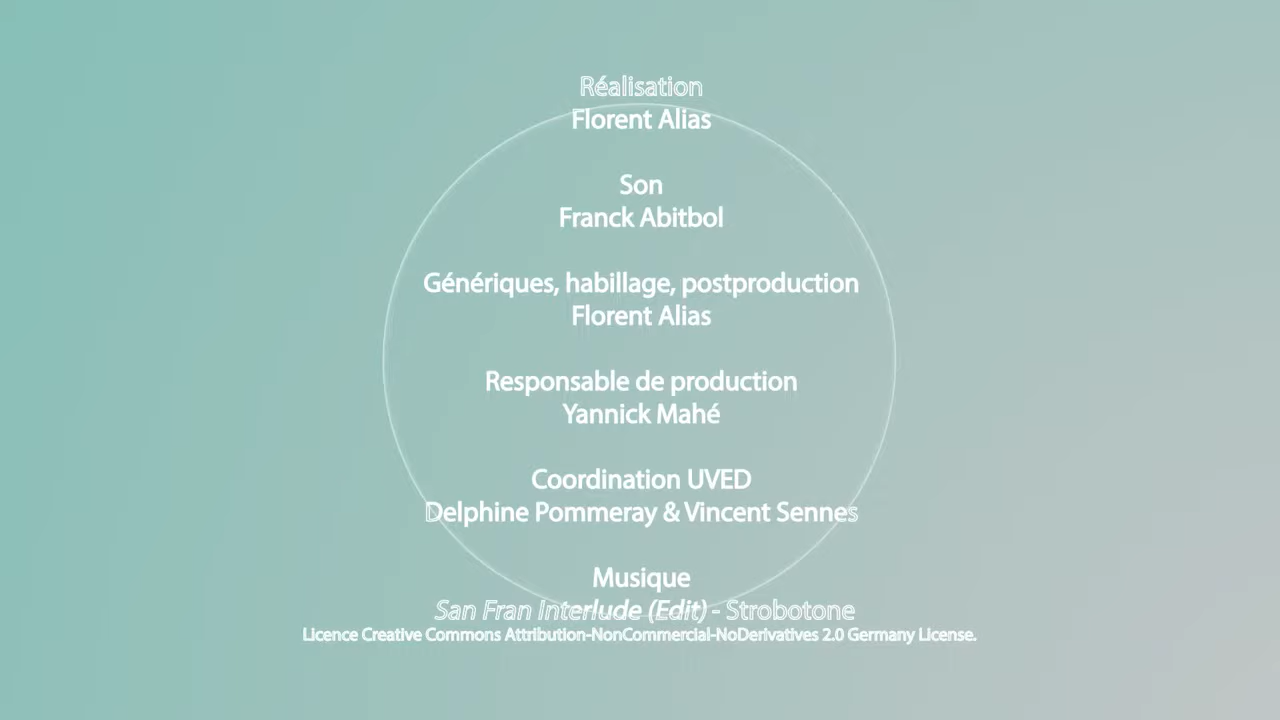 Réalisation
Florent Alias
Son
Franck Abitbol
Génériques, habillage, postproduction
Florent Alias
Responsable de production
Yannick Mahé
Coordination UVED
Delphine Pommeray & Vincent Sennes
Musique
San Fran Interlude (Edit) - Strobotone
Licence Creative Commons Attribution-NonCommercial-NoDerivatives 2.0 Germany License.